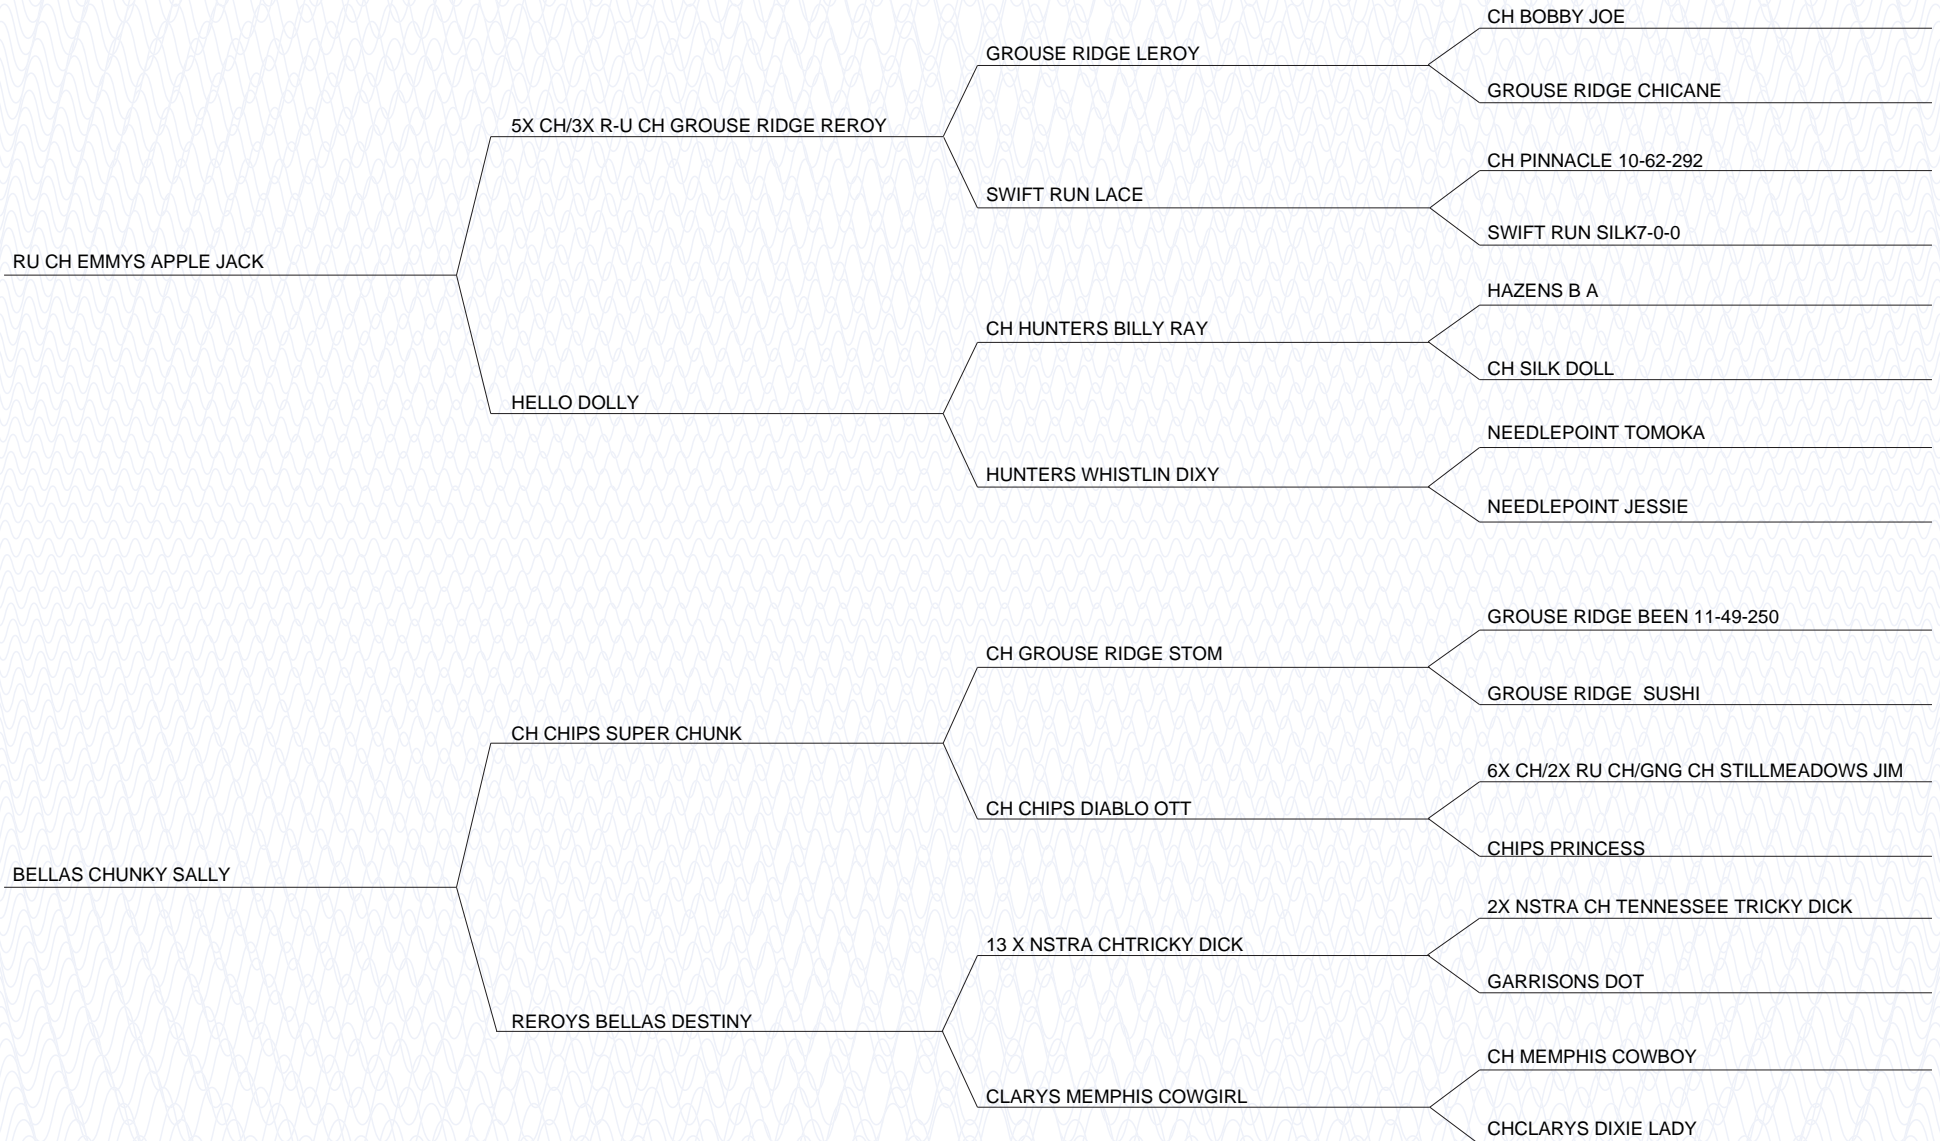 CH BOBBY JOE
GROUSE RIDGE LEROY
GROUSE RIDGE CHICANE
5X CH/3X R-U CH GROUSE RIDGE REROY
CH PINNACLE 10-62-292
SWIFT RUN LACE
SWIFT RUN SILK7-0-0
RU CH EMMYS APPLE JACK
HAZENS B A
CH HUNTERS BILLY RAY
CH SILK DOLL
HELLO DOLLY
NEEDLEPOINT TOMOKA
HUNTERS WHISTLIN DIXY
NEEDLEPOINT JESSIE
GROUSE RIDGE BEEN 11-49-250
CH GROUSE RIDGE STOM
GROUSE RIDGE  SUSHI
CH CHIPS SUPER CHUNK
6X CH/2X RU CH/GNG CH STILLMEADOWS JIM
CH CHIPS DIABLO OTT
CHIPS PRINCESS
BELLAS CHUNKY SALLY
2X NSTRA CH TENNESSEE TRICKY DICK
13 X NSTRA CHTRICKY DICK
GARRISONS DOT
REROYS BELLAS DESTINY
CH MEMPHIS COWBOY
CLARYS MEMPHIS COWGIRL
CHCLARYS DIXIE LADY